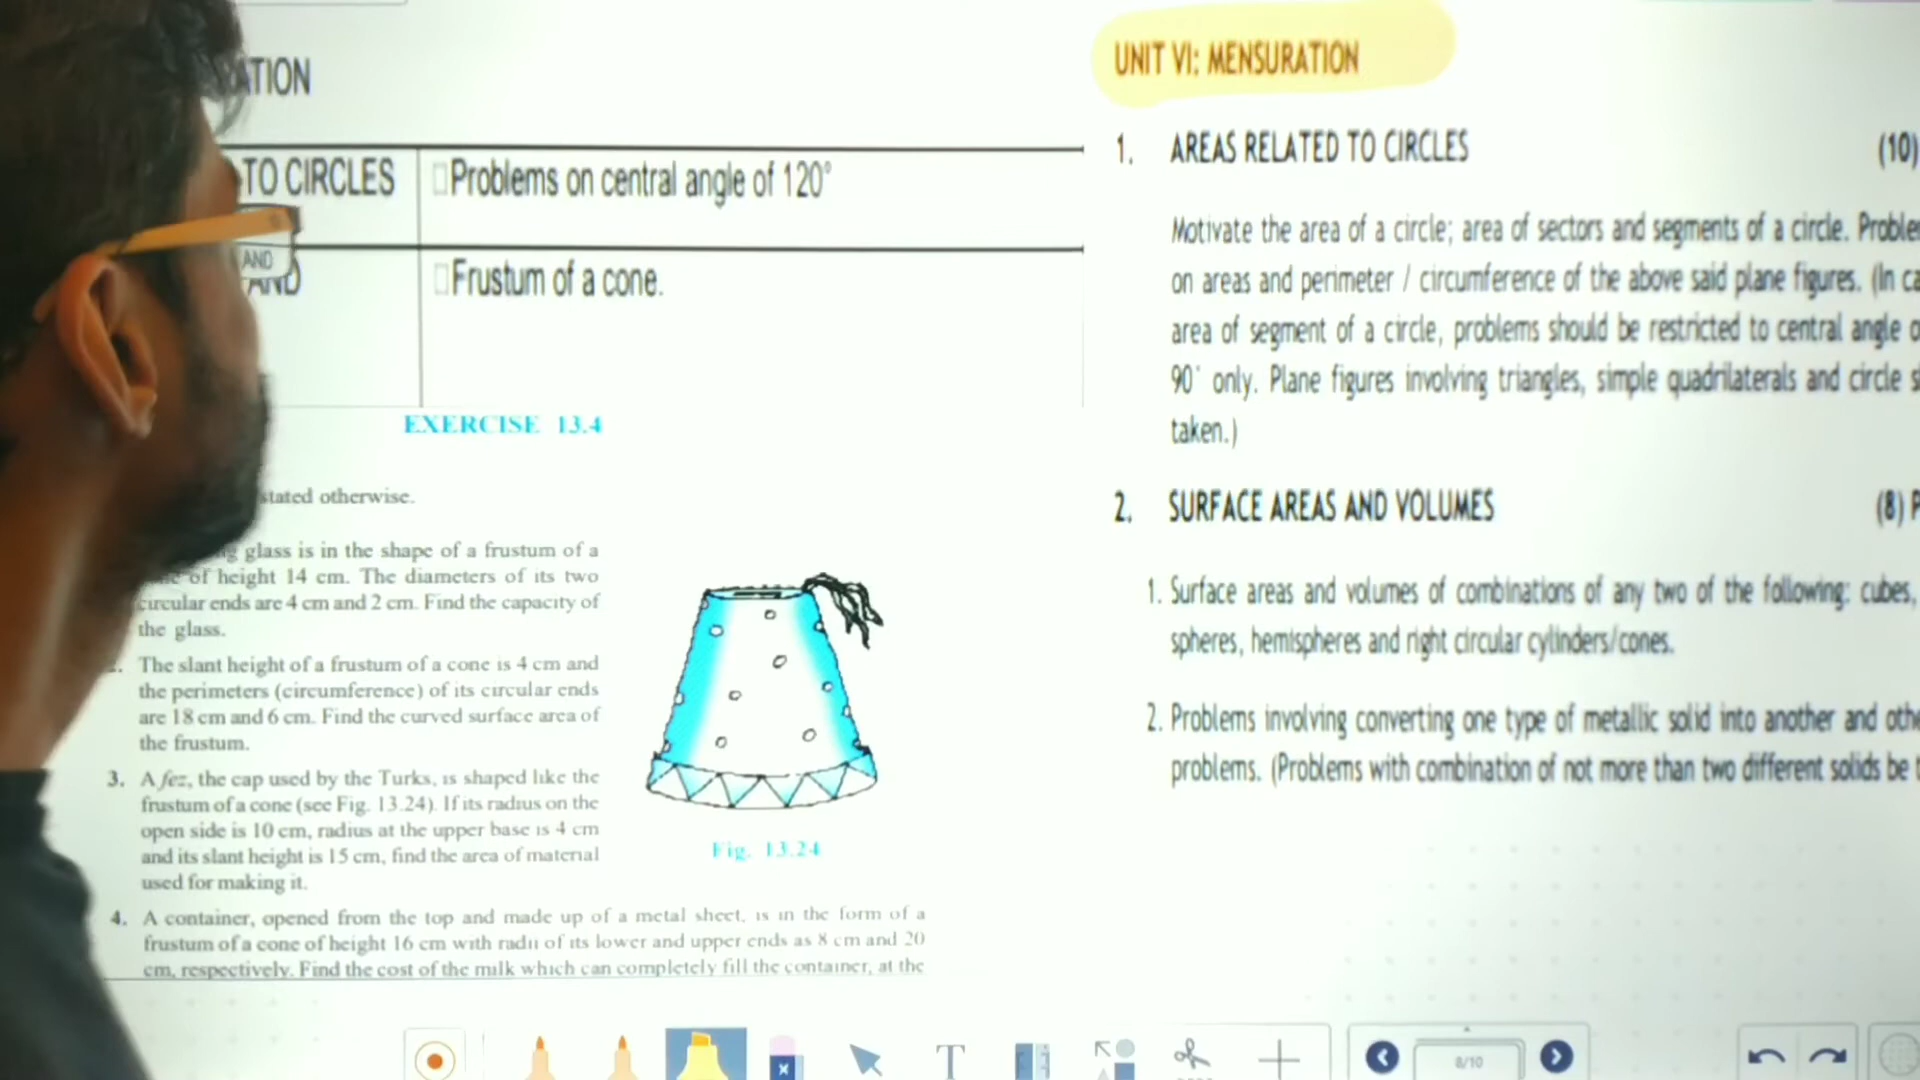 ATION
TO CIRCLES
Problems on central angle of 120°
AND
AND
Frustum of a cone.
EXERCISE 13.4
stated otherwise.
glass is in the shape of a frustum of a
of height 14 cm. The diameters of its two
circular ends are 4 cm and 2 cm. Find the capacity of
the glass.
The slant height of a frustum of a cone is 4 cm and
the perimeters (circumference) of its circular ends
are 18 cm and 6 cm. Find the curved surface area of
the frustum.
3. A fez, the cap used by the Turks, is shaped like the
frustum of a cone (see Fig. 13.24). If its radius on the
open side is 10 cm, radius at the upper base is 4 cm
and its slant height is 15 cm, find the area of material
used for making it.
Fig. 13.24
4. A container, opened from the top and made up of a metal sheet, is in the form of a
frustum of a cone of height 16 cm with radii of its lower and upper ends as 8 cm and 20
cm, respectively. Find the cost of the milk which can completely fill the container, at the
UNIT VI: MENSURATION
1. AREAS RELATED TO CIRCLES (10)
Motivate the area of a circle; area of sectors and segments of a circle. Proble
on areas and perimeter / circumference of the above said plane figures. (In ca
area of segment of a circle, problems should be restricted to central angle o
90° only. Plane figures involving triangles, simple quadrilaterals and circle s
taken.)
2. SURFACE AREAS AND VOLUMES (8) P
1. Surface areas and volumes of combinations of any two of the following: cubes,
spheres, hemispheres and right circular cylinders/cones.
2. Problems involving converting one type of metallic solid into another and othe
problems. (Problems with combination of not more than two different solids be t
T
8/10